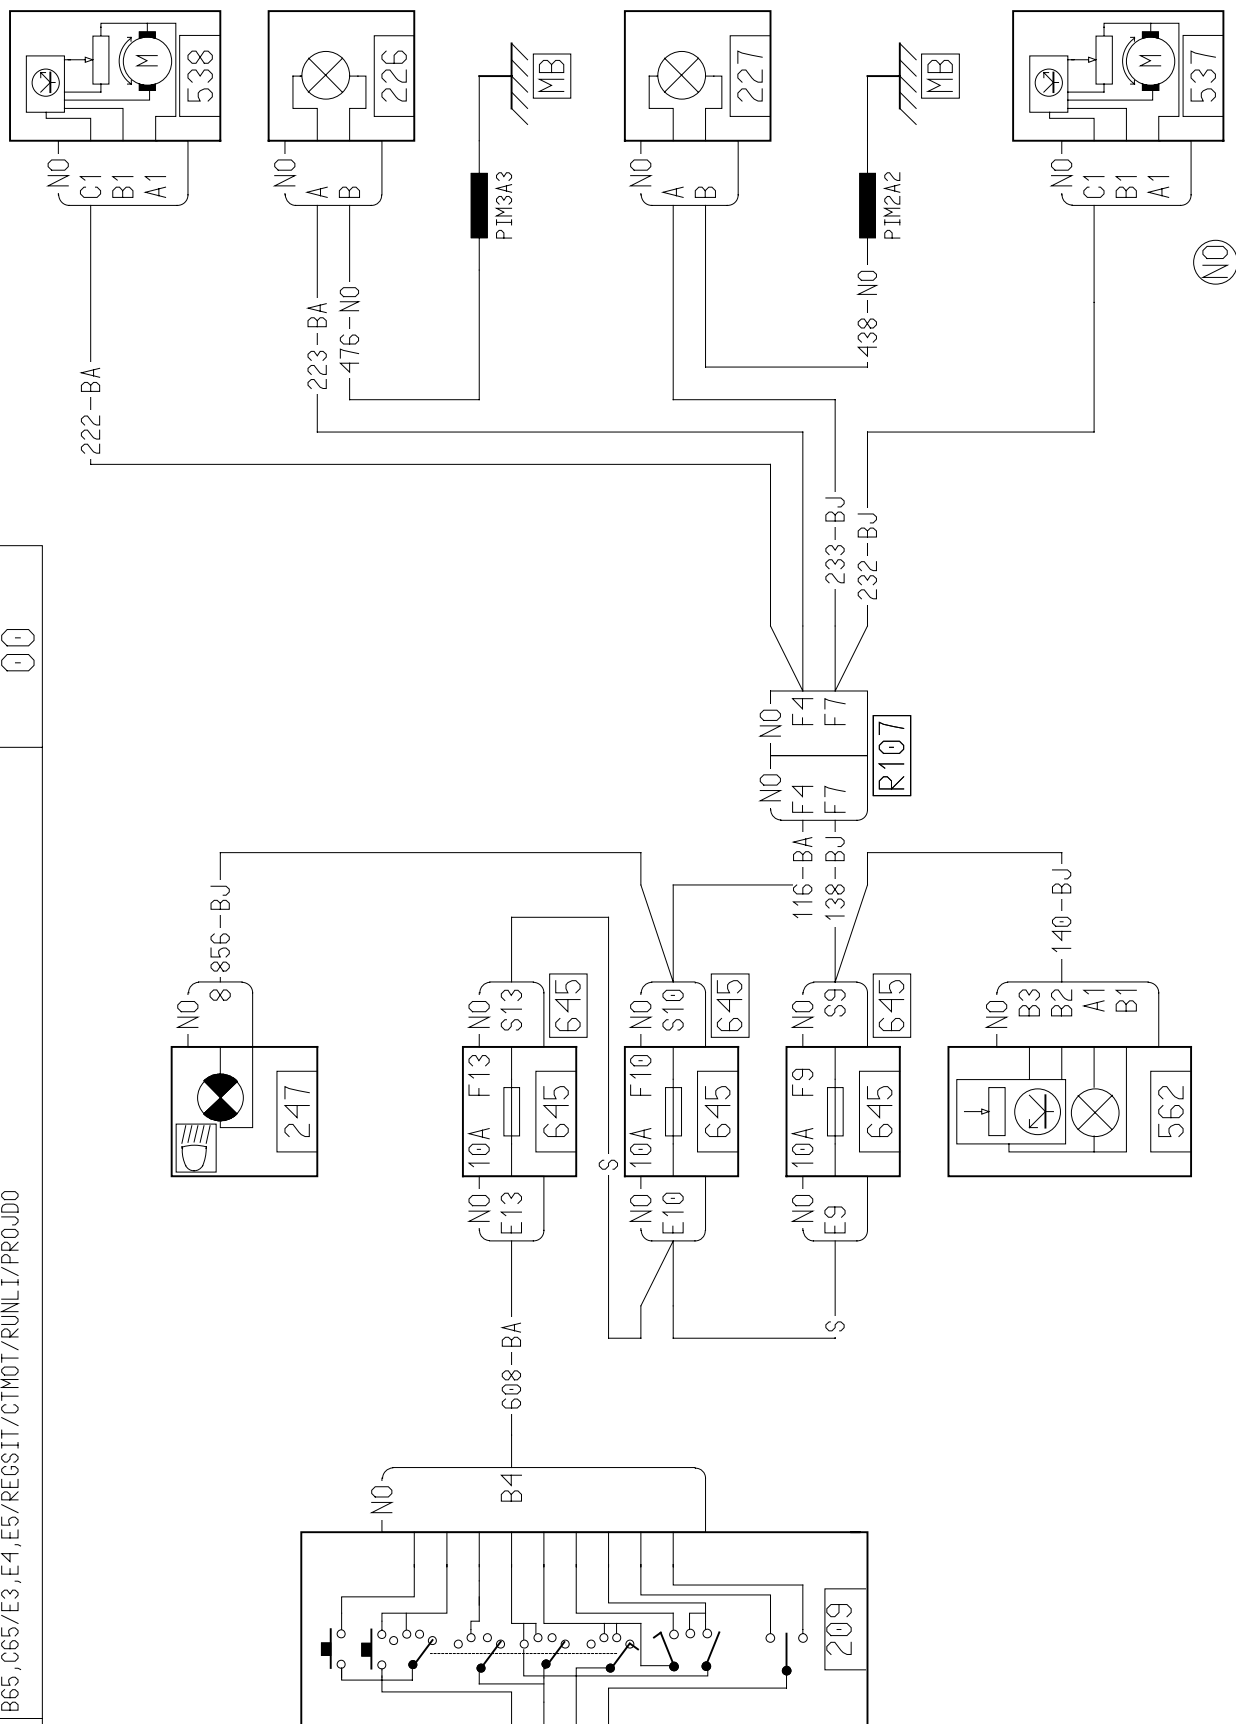 B65,C65/E3,E4,E5/REGSIT/CTMOT/RUNLI/PROJDO
00
M
538
NO
C1
B1
A1
222-BA
226
NO
A
B
223-BA
476-NO
PIM3A3
MB
227
NO
A
B
438-NO
PIM2A2
MB
M
537
NO
C1
B1
A1
NO
233-BJ
232-BJ
NO
F4
F7
NO
F4
F7
R107
116-BA
138-BJ
140-BJ
8-856-BJ
NO
8
247
NO
S13
645
10A F13
645
NO
E13
NO
S10
645
10A F10
645
NO
E10
NO
S9
645
10A F9
645
NO
E9
NO
B3
B2
A1
B1
562
S
S
608-BA
NO
B4
209